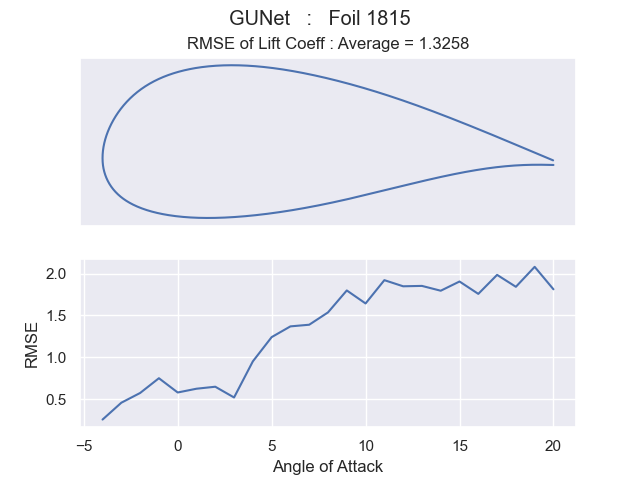 GUNet   :   Foil 1815
RMSE of Lift Coeff : Average = 1.3258
2.0
1.5
1.0
0.5
RMSE
−5 0 5 10 15 20
Angle of Attack